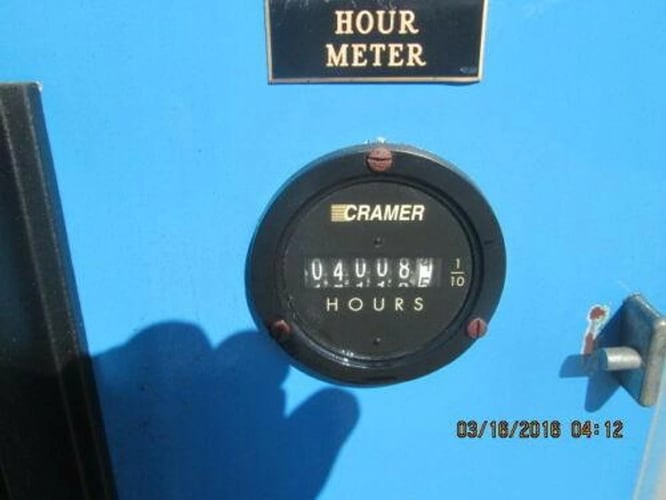 HOUR
METER
CRAMER
04008
1/10
HOURS
03/16/2016 04:12